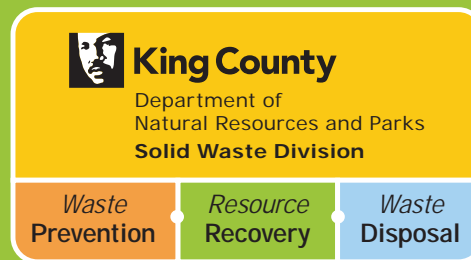 King County
Department of
Natural Resources and Parks
Solid Waste Division
Waste
Prevention
Resource
Recovery
Waste
Disposal